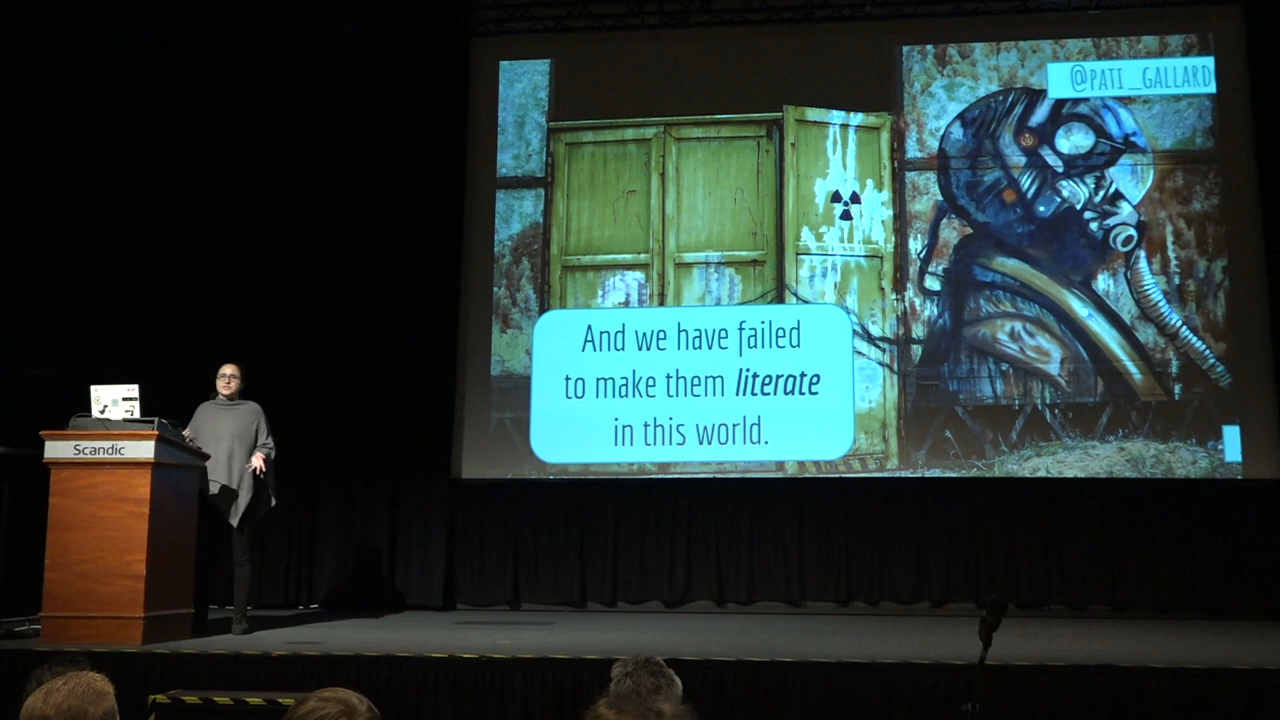 @PATI_GALLARD
And we have failed
to make them literate
in this world.
Scandic